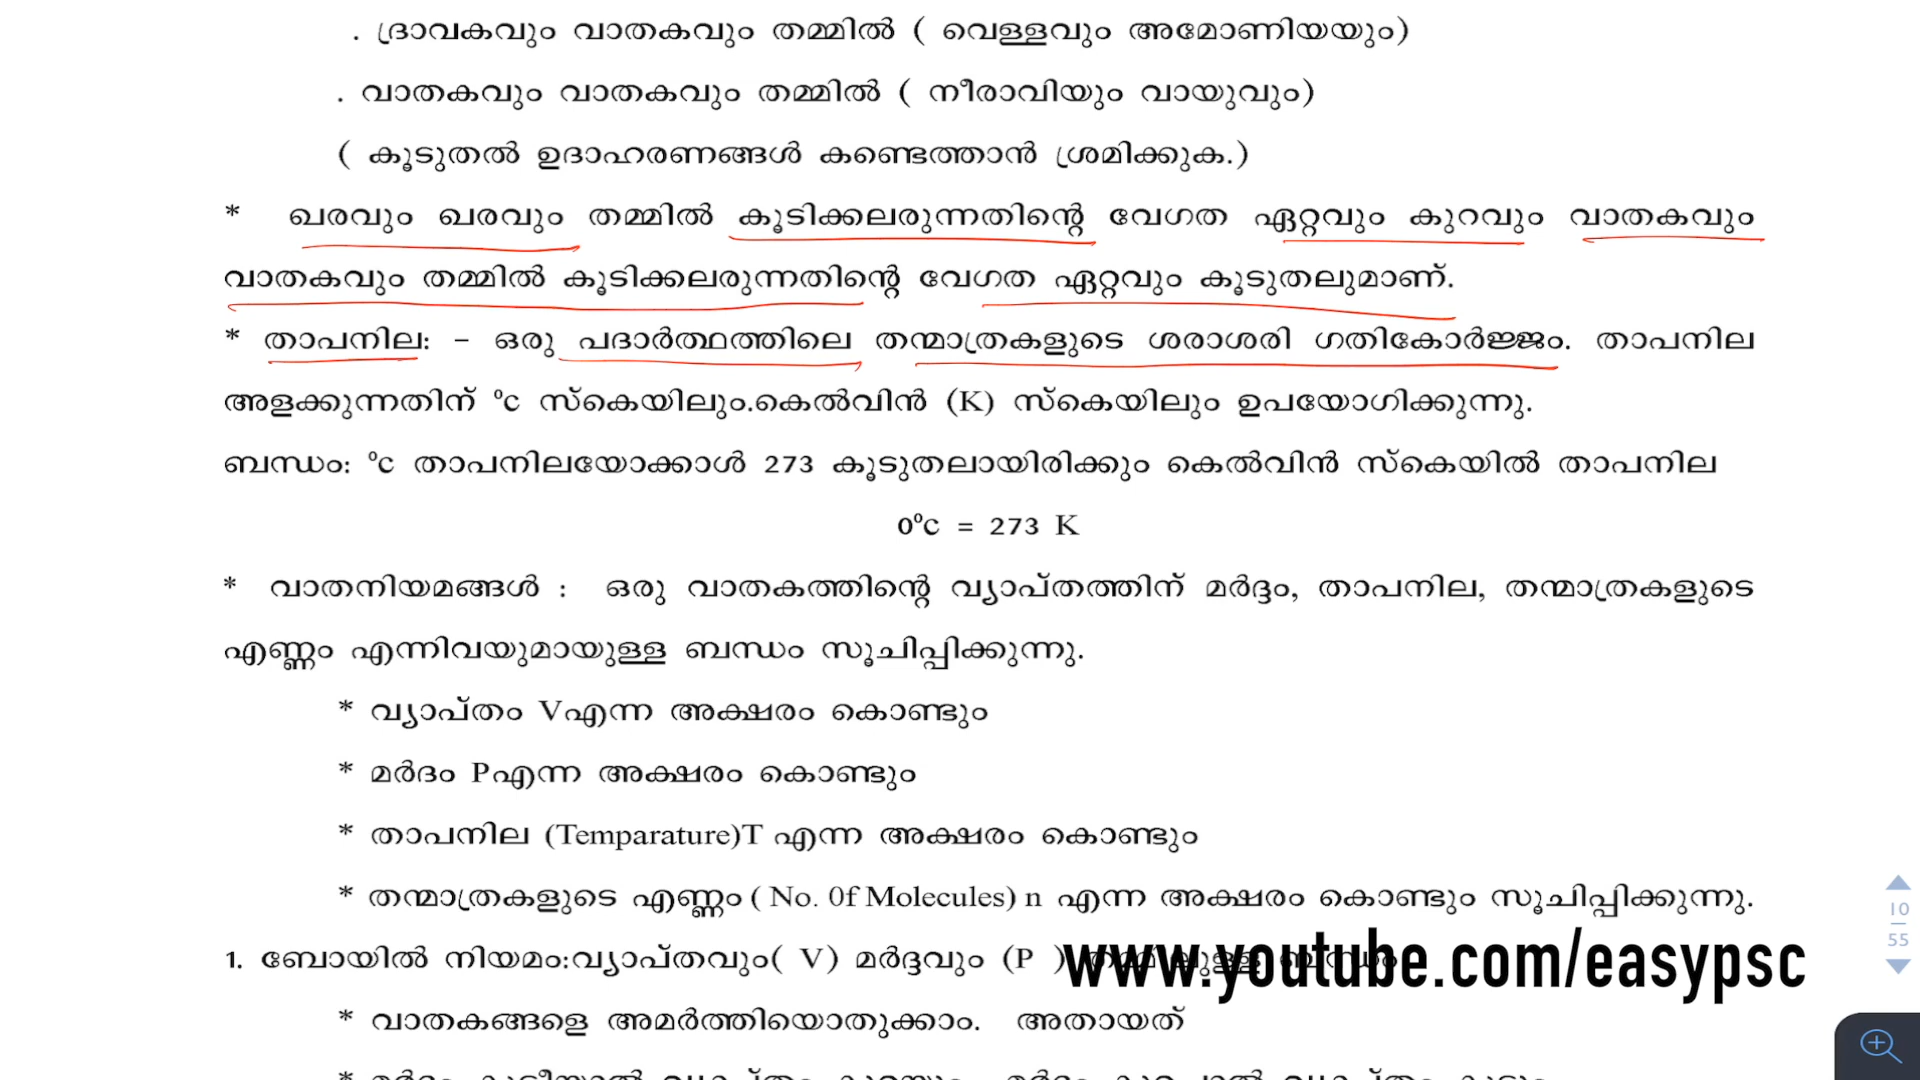 . ദ്രാവകവും വാതകവും തമ്മിൽ ( വെള്ളവും അമോണിയയും)
. വാതകവും വാതകവും തമ്മിൽ ( നീരാവിയും വായുവും)
( കൂടുതൽ ഉദാഹരണങ്ങൾ കണ്ടെത്താൻ ശ്രമിക്കുക.)
* ഖരവും ഖരവും തമ്മിൽ കൂടിക്കലരുന്നതിന്റെ വേഗത ഏറ്റവും കുറവും വാതകവും
വാതകവും തമ്മിൽ കൂടിക്കലരുന്നതിന്റെ വേഗത ഏറ്റവും കൂടുതലുമാണ്.
* താപനില: – ഒരു പദാർത്ഥത്തിലെ തന്മാത്രകളുടെ ശരാശരി ഗതികോർജ്ജം. താപനില
അളക്കുന്നതിന് ⁰c സ്കെയിലും.കെൽവിൻ (K) സ്കെയിലും ഉപയോഗിക്കുന്നു.
ബന്ധം: ⁰c താപനിലയോക്കാൾ 273 കൂടുതലായിരിക്കും കെൽവിൻ സ്കെയിൽ താപനില
0⁰c = 273 K
* വാതനിയമങ്ങൾ : ഒരു വാതകത്തിന്റെ വ്യാപ്തത്തിന് മർദ്ദം, താപനില, തന്മാത്രകളുടെ
എണ്ണം എന്നിവയുമായുള്ള ബന്ധം സൂചിപ്പിക്കുന്നു.
* വ്യാപ്തം Vഎന്ന അക്ഷരം കൊണ്ടും
* മർദം Pഎന്ന അക്ഷരം കൊണ്ടും
* താപനില (Temparature)T എന്ന അക്ഷരം കൊണ്ടും
* തന്മാത്രകളുടെ എണ്ണം ( No. 0f Molecules) n എന്ന അക്ഷരം കൊണ്ടും സൂചിപ്പിക്കുന്നു.
1. ബോയിൽ നിയമം:വ്യാപ്തവും( V) മർദ്ദവും (P ) തമ്മിലുള്ള ബന്ധം
www.youtube.com/easypsc
* വാതകങ്ങളെ അമർത്തിയൊതുക്കാം. അതായത്
10
55